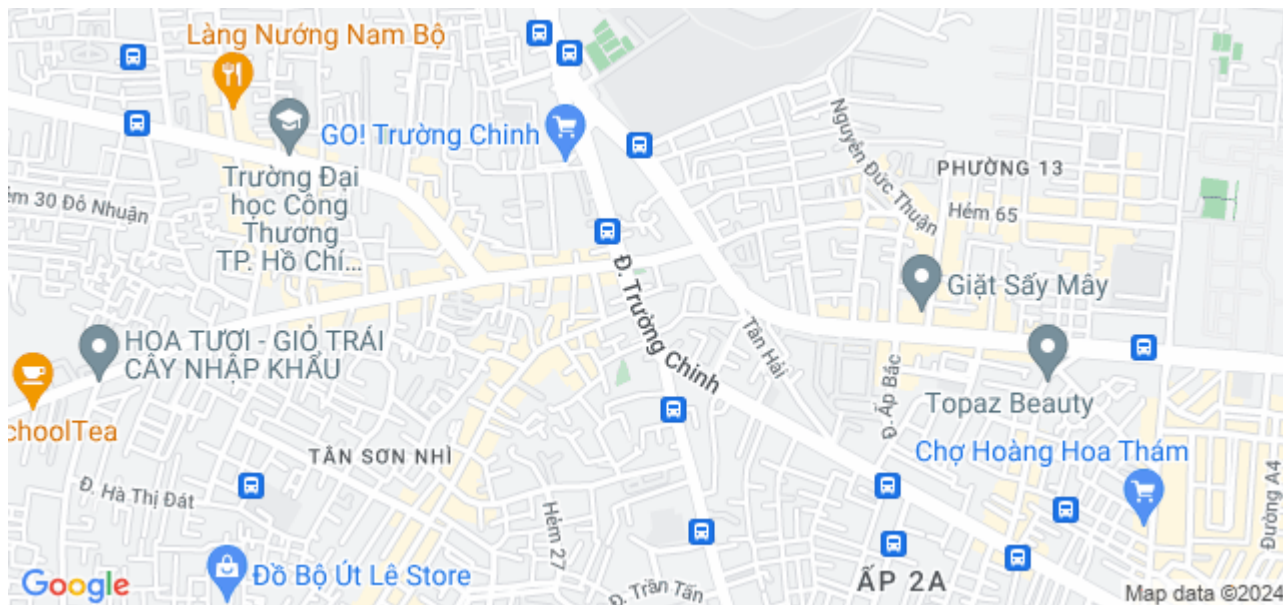 Làng Nướng Nam Bộ
GO! Trường Chinh
Trường Đại
học Công
Thương
TP. Hồ Chí...
ẻm 30 Đỗ Nhuận
Nguyễn Đức Thuận
PHƯỜNG 13
Hẻm 65
Đ. Trường Chinh
Giặt Sấy Mây
HOA TƯƠI - GIỎ TRÁI
CÂY NHẬP KHẨU
Tân Hải
choolTea
Đ. Ấp Bắc
Topaz Beauty
TÂN SƠN NHÌ
Chợ Hoàng Hoa Thám
Đ. Hà Thị Đát
Hẻm 27
Đường A4
Đồ Bộ Út Lê Store
Đ. Trần Tấn
ẤP 2A
Google
Map data ©2024